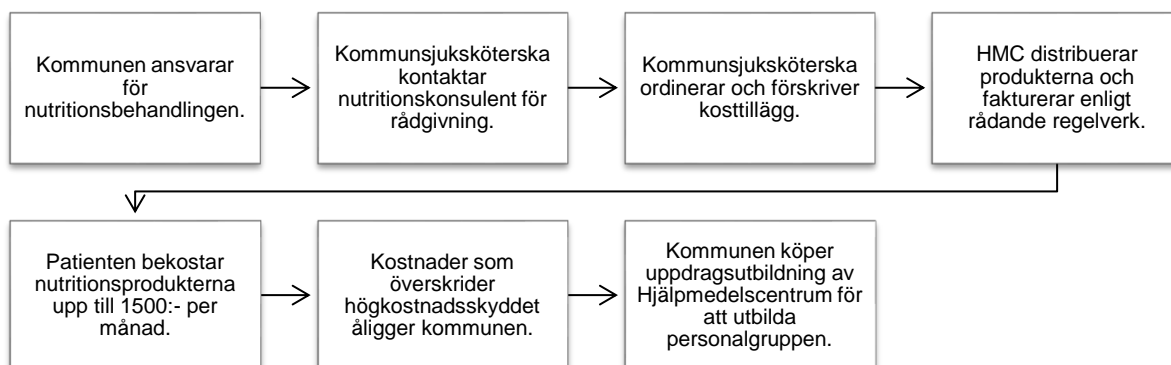 Kommunen ansvarar
för
nutritionsbehandlingen.
Kommunsjuksköterska
kontaktar
nutritionskonsulent för
rådgivning.
Kommunsjuksköterska
ordinerar och förskriver
kosttillägg.
HMC distribuerar
produkterna och
fakturerar enligt
rådande regelverk.
Patienten bekostar
nutritionsprodukterna
upp till 1500:- per
månad.
Kostnader som
överskrider
högkostnadsskyddet
åligger kommunen.
Kommunen köper
uppdragsutbildning av
Hjälpmedelscentrum för
att utbilda
personalgruppen.